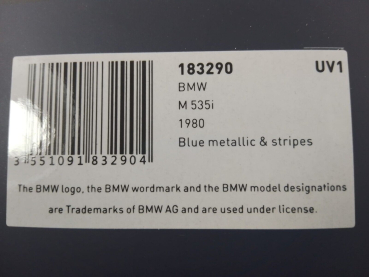 183290
UV1
BMW
M 535i
1980
Blue metallic & stripes
3 551091 832904
The BMW logo, the BMW wordmark and the BMW model designations
are Trademarks of BMW AG and are used under license.